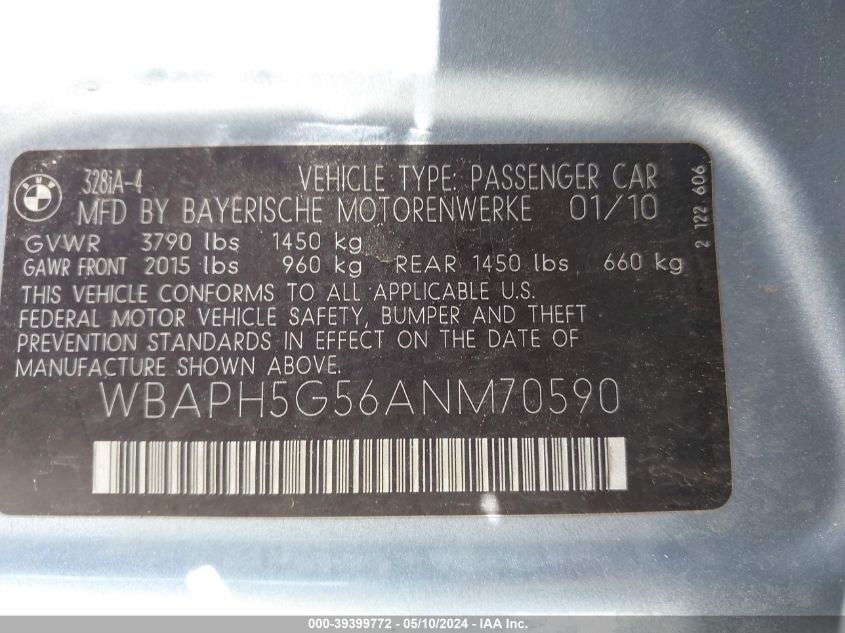 BMW
328iA-4 VEHICLE TYPE: PASSENGER CAR
MFD BY BAYERISCHE MOTORENWERKE 01/10
GVWR 3790 lbs 1450 kg
GAWR FRONT 2015 lbs 960 kg REAR 1450 lbs, 660 kg
THIS VEHICLE CONFORMS TO ALL APPLICABLE U.S.
FEDERAL MOTOR VEHICLE SAFETY, BUMPER AND THEFT
PREVENTION STANDARDS IN EFFECT ON THE DATE OF
MANUFACTURE SHOWN ABOVE.
WBAPH5G56ANM70590
2 122 606
000-39399772 - 05/10/2024 - IAA Inc.